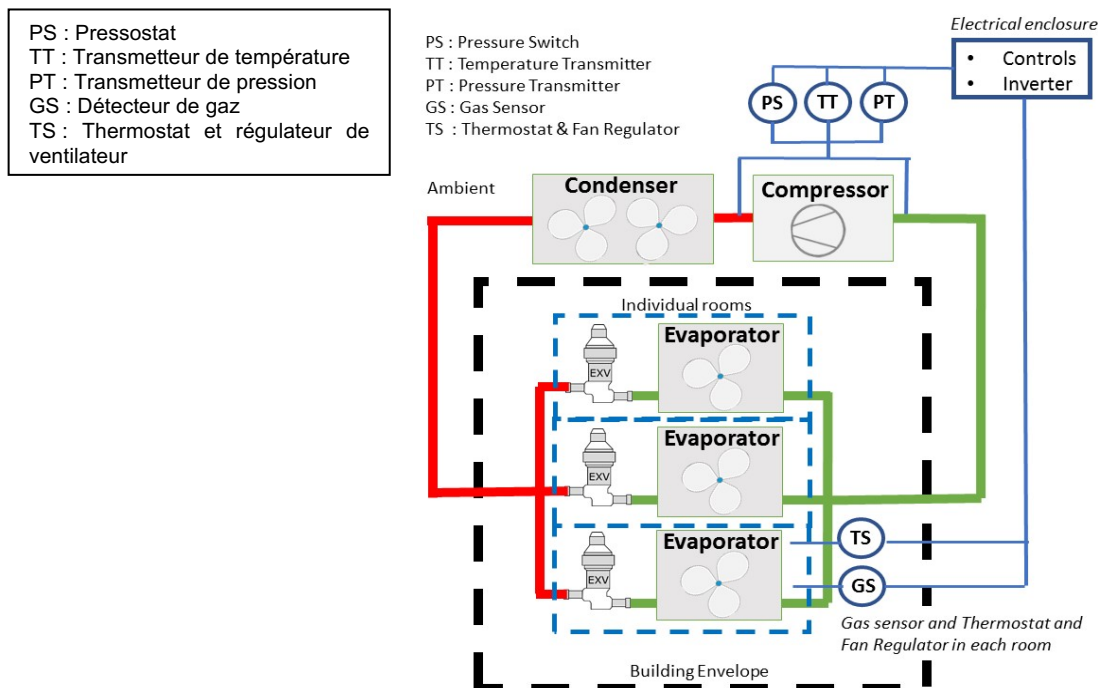 PS : Pressostat
TT : Transmetteur de température
PT : Transmetteur de pression
GS : Détecteur de gaz
TS : Thermostat et régulateur de
ventilateur
PS : Pressure Switch
TT : Temperature Transmitter
PT : Pressure Transmitter
GS : Gas Sensor
TS : Thermostat & Fan Regulator
Electrical enclosure
• Controls
• Inverter
PS
TT
PT
Ambient
Condenser
Compressor
Individual rooms
Evaporator
EXV
Evaporator
EXV
Evaporator
EXV
TS
GS
Gas sensor and Thermostat and
Fan Regulator in each room
Building Envelope